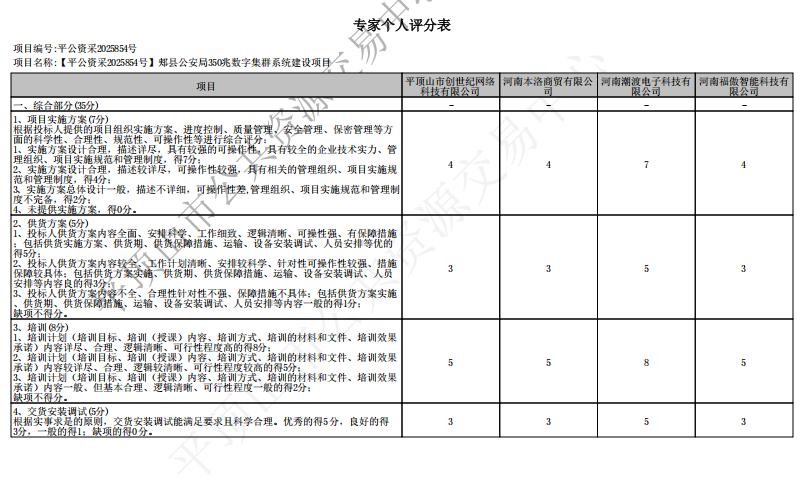 专家个人评分表
项目编号:平公资采2025854号
项目名称:【平公资采2025854号】郏县公安局350兆数字集群系统建设项目
项目 平顶山市创世纪网络科技有限公司 河南本洛商贸有限公司 河南潮渡电子科技有限公司 河南福傲智能科技有限公司
一、综合部分(35分) - - - -
1、项目实施方案(7分)
根据投标人提供的项目组织实施方案、进度控制、质量管理、安全管理、保密管理等方
面的科学性、合理性、规范性、可操作性等进行综合评分：
1、实施方案设计合理，描述详尽，具有较强的可操作性，具有较全的企业技术实力、管
理组织、项目实施规范和管理制度，得7分；
2、实施方案设计合理，描述较详尽，可操作性较强，具有相关的管理组织、项目实施规
范和管理制度，得4分；
3、实施方案总体设计一般，描述不详细，可操作性差,管理组织、项目实施规范和管理制
度不完备，得2分；
4、未提供实施方案，得0分。
4 4 7 4
2、供货方案(5分)
1、投标人供货方案内容全面、安排科学、工作细致、逻辑清晰、可操性强、有保障措施
；包括供货实施方案、供货期、供货保障措施、运输、设备安装调试、人员安排等优的
得5分；
2、投标人供货方案内容较全、工作计划清晰、安排较科学、针对性可操作性较强、措施
保障较具体；包括供货方案实施、供货期、供货保障措施、运输、设备安装调试、人员
安排等内容良的得3分；
3、投标人供货方案内容不全、合理性针对性不强、保障措施不具体；包括供货方案实施
、供货期、供货保障措施、运输、设备安装调试、人员安排等内容一般的得1分；
缺项不得分。
3 3 5 3
3、培训(8分)
1、培训计划（培训目标、培训（授课）内容、培训方式、培训的材料和文件、培训效果
承诺）内容详尽、合理、逻辑清晰、可行性程度高的得8分；
2、培训计划（培训目标、培训（授课）内容、培训方式、培训的材料和文件、培训效果
承诺）内容较详尽、合理、逻辑较清晰、可行性程度较高的得5分；
3、培训计划（培训目标、培训（授课）内容、培训方式、培训的材料和文件、培训效果
承诺）内容一般、但基本合理、逻辑清晰、可行性程度一般的得2分；
缺项不得分。
5 5 8 5
4、交货安装调试(5分)
根据实事求是的原则，交货安装调试能满足要求且科学合理。优秀的得5分，良好的得
3分，一般的得1；缺项的得0分。
3 3 5 3